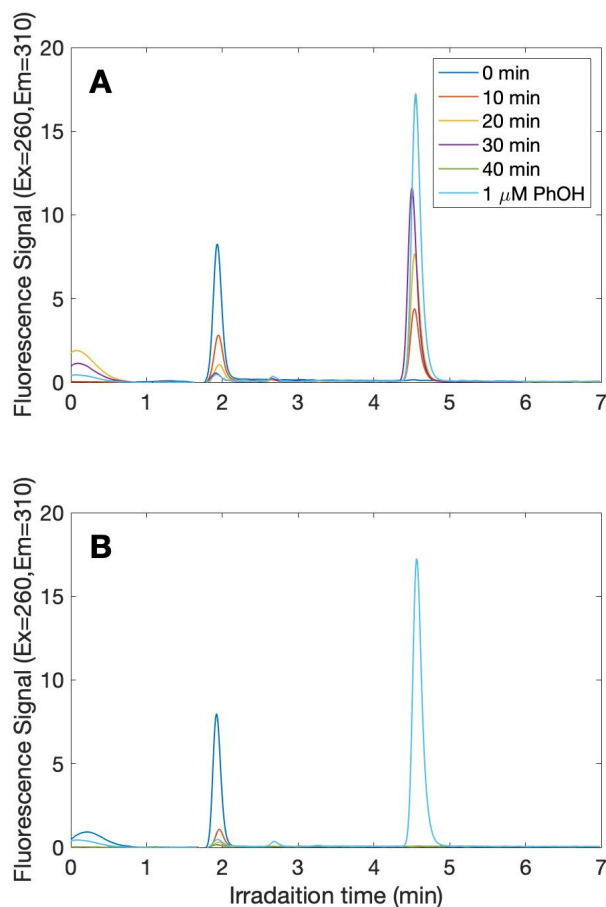 A
Fluorescence Signal (Ex=260,Em=310)
20
15
10
5
0
0 1 2 3 4 5 6 7
0 min
10 min
20 min
30 min
40 min
1 μM PhOH
B
Fluorescence Signal (Ex=260,Em=310)
20
15
10
5
0
0 1 2 3 4 5 6 7
Irradaition time (min)